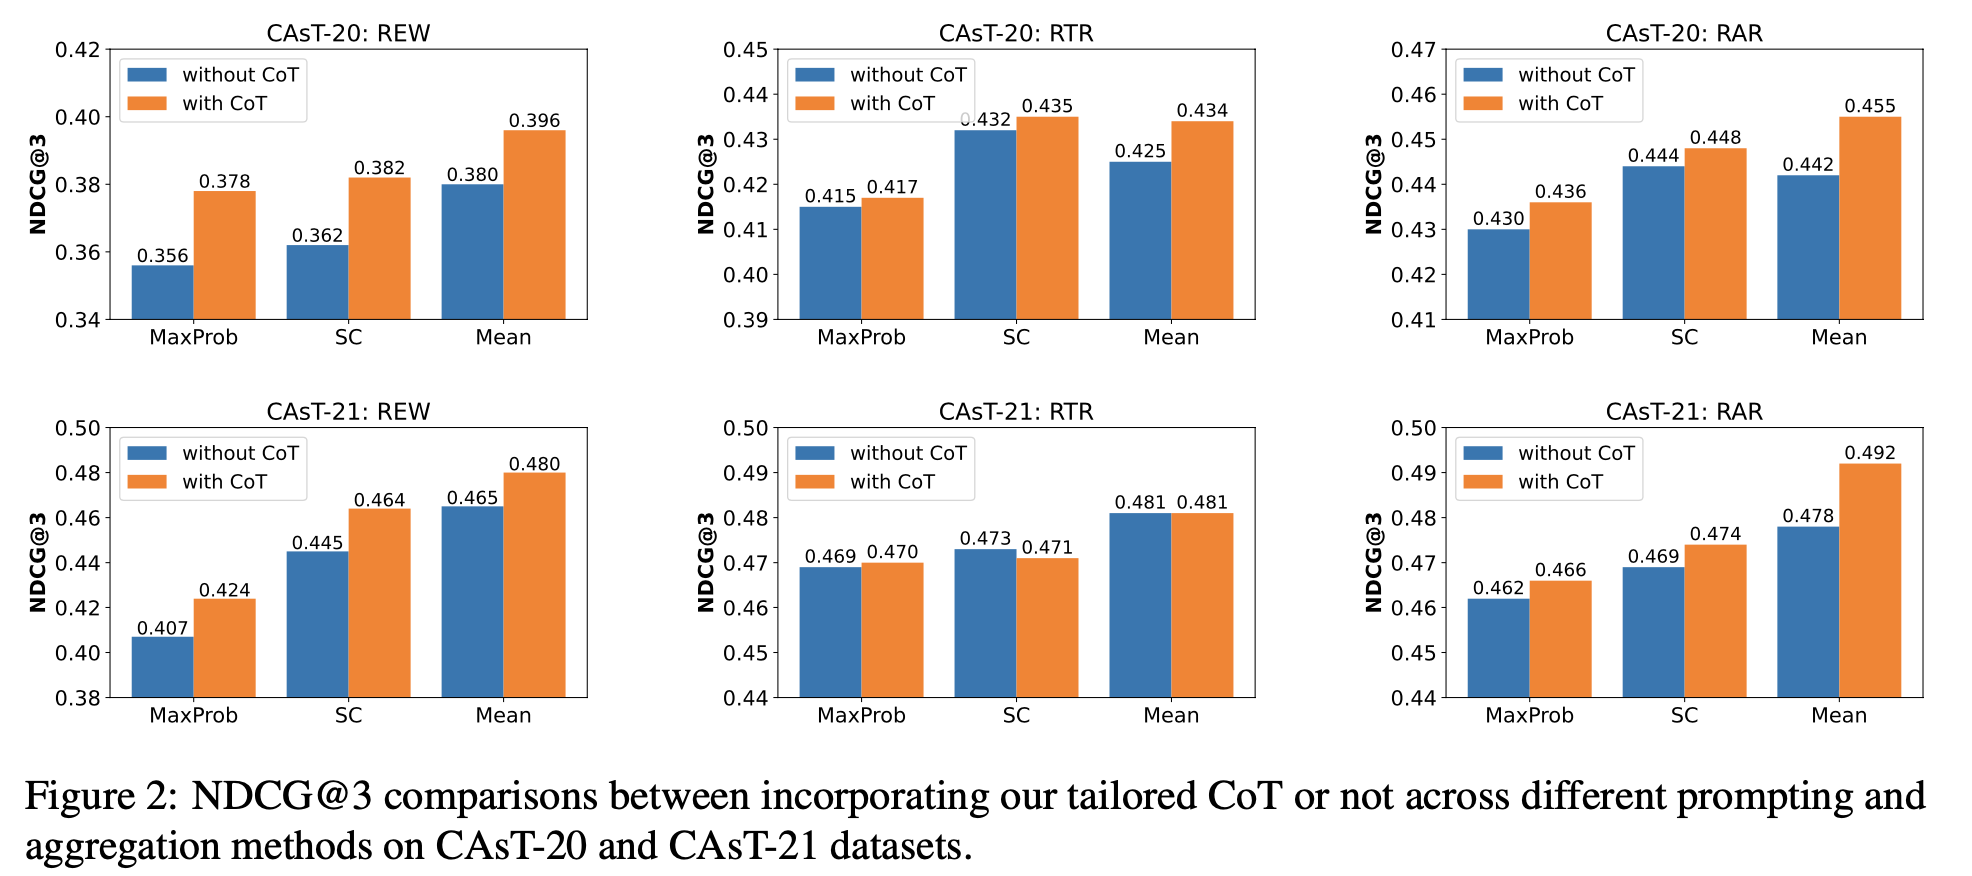 CAsT-20: REW
0.42
0.40
0.38
0.36
0.34
NDCG@3
without CoT
with CoT
0.356
0.378
0.362
0.382
0.380
0.396
MaxProb
SC
Mean
CAsT-20: RTR
0.45
0.44
0.43
0.42
0.41
0.40
0.39
NDCG@3
without CoT
with CoT
0.415
0.417
0.432
0.435
0.425
0.434
MaxProb
SC
Mean
CAsT-20: RAR
0.47
0.46
0.45
0.44
0.43
0.42
0.41
NDCG@3
without CoT
with CoT
0.430
0.436
0.444
0.448
0.442
0.455
MaxProb
SC
Mean
CAsT-21: REW
0.50
0.48
0.46
0.44
0.42
0.40
0.38
NDCG@3
without CoT
with CoT
0.407
0.424
0.445
0.464
0.465
0.480
MaxProb
SC
Mean
CAsT-21: RTR
0.50
0.49
0.48
0.47
0.46
0.45
0.44
NDCG@3
without CoT
with CoT
0.469
0.470
0.473
0.471
0.481
0.481
MaxProb
SC
Mean
CAsT-21: RAR
0.50
0.49
0.48
0.47
0.46
0.45
0.44
NDCG@3
without CoT
with CoT
0.462
0.466
0.469
0.474
0.478
0.492
MaxProb
SC
Mean
Figure 2: NDCG@3 comparisons between incorporating our tailored CoT or not across different prompting and
aggregation methods on CAsT-20 and CAsT-21 datasets.